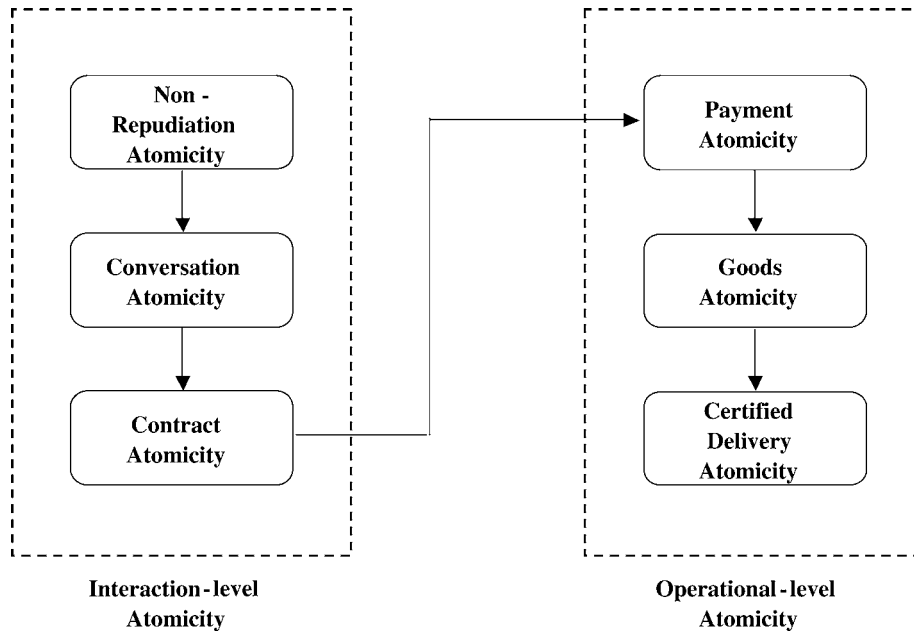 Non -
Repudiation
Atomicity
Conversation
Atomicity
Contract
Atomicity
Interaction-level
Atomicity
Payment
Atomicity
Goods
Atomicity
Certified
Delivery
Atomicity
Operational-level
Atomicity